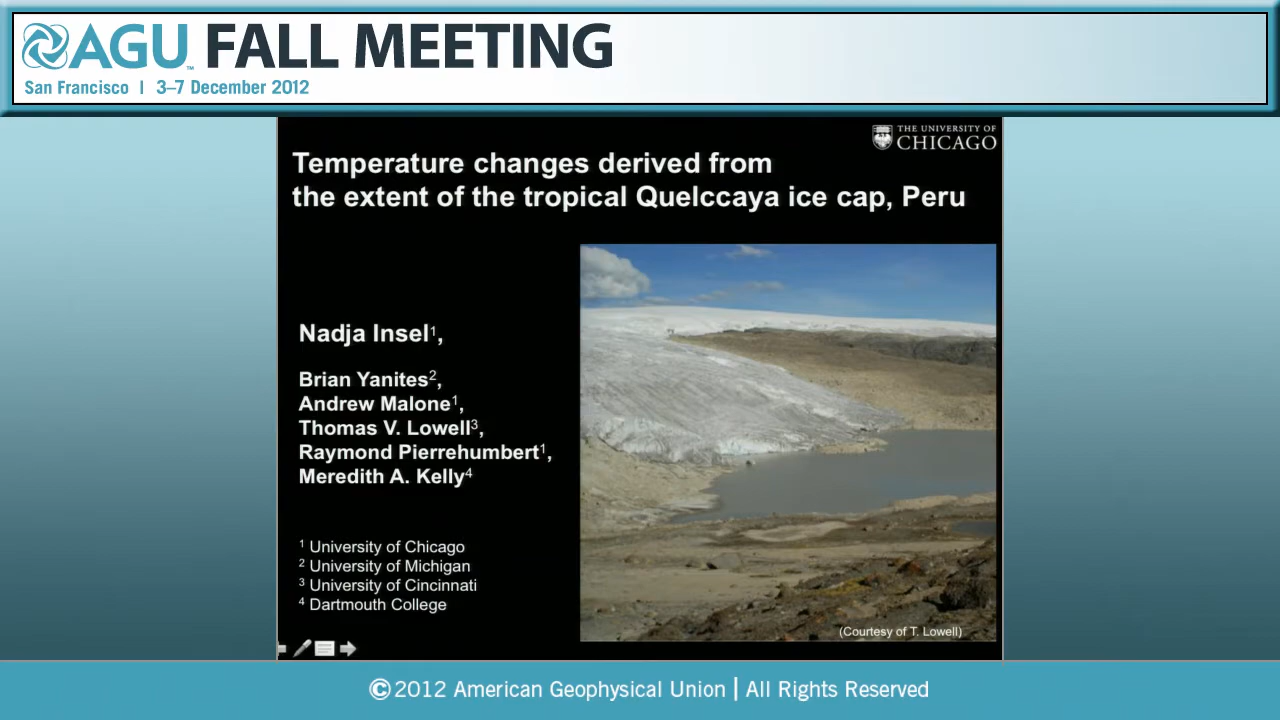 AGU™ FALL MEETING
San Francisco | 3–7 December 2012
THE UNIVERSITY OF
CHICAGO
Temperature changes derived from
the extent of the tropical Quelccaya ice cap, Peru
Nadja Insel¹,
Brian Yanites²,
Andrew Malone¹,
Thomas V. Lowell³,
Raymond Pierrehumbert¹,
Meredith A. Kelly⁴
¹ University of Chicago
² University of Michigan
³ University of Cincinnati
⁴ Dartmouth College
(Courtesy of T. Lowell)
©2012 American Geophysical Union | All Rights Reserved